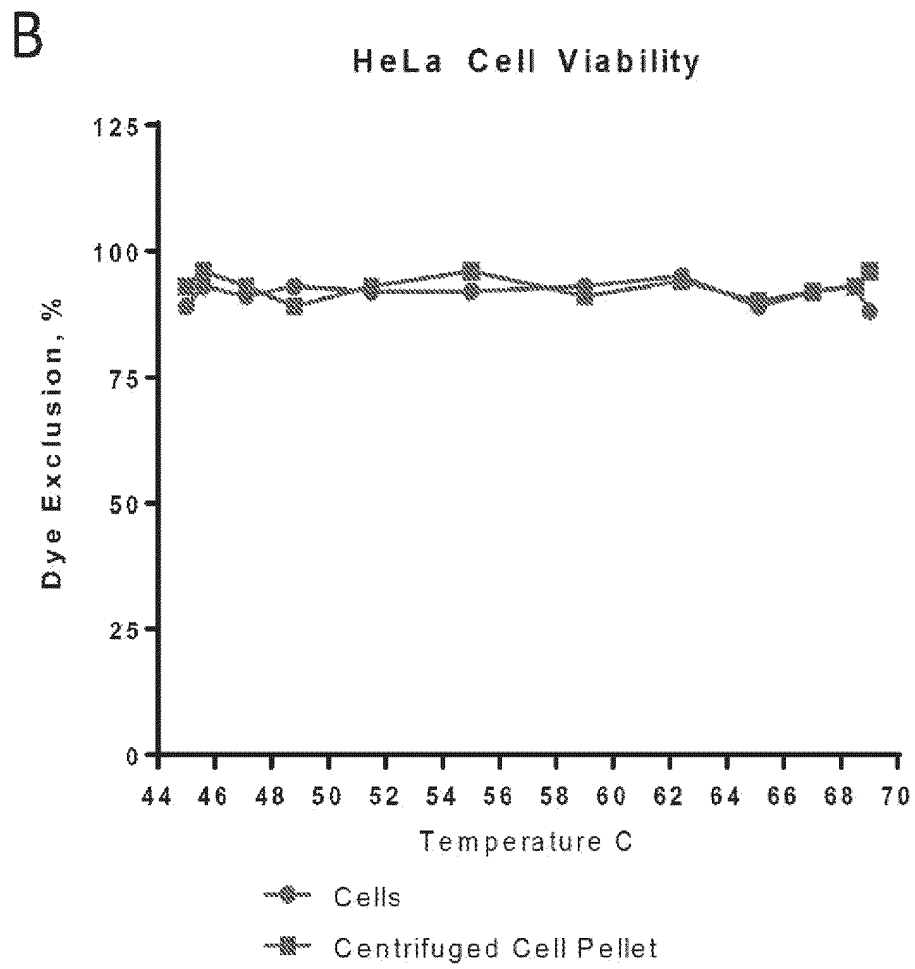 B
HeLa Cell Viability
125
100
75
50
25
0
Dye Exclusion, %
44 46 48 50 52 54 56 58 60 62 64 66 68 70
Temperature C
Cells
Centrifuged Cell Pellet